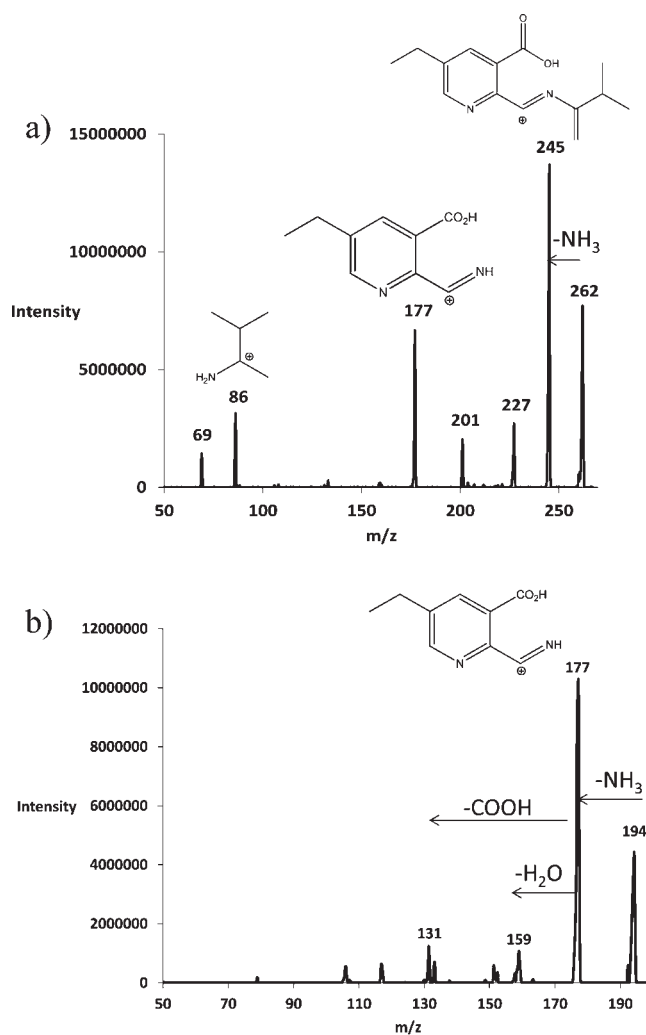 a)
O
OH
N
N
⊕
15000000
245
-NH3
CO2H
NH
N
⊕
10000000
262
177
Intensity
⊕
H2N
5000000
86
69
201
227
0
50
100
150
200
250
m/z
b)
CO2H
NH
N
⊕
12000000
177
10000000
-NH3
8000000
-COOH
Intensity
6000000
194
-H2O
4000000
2000000
131
159
0
50
70
90
110
130
150
170
190
m/z